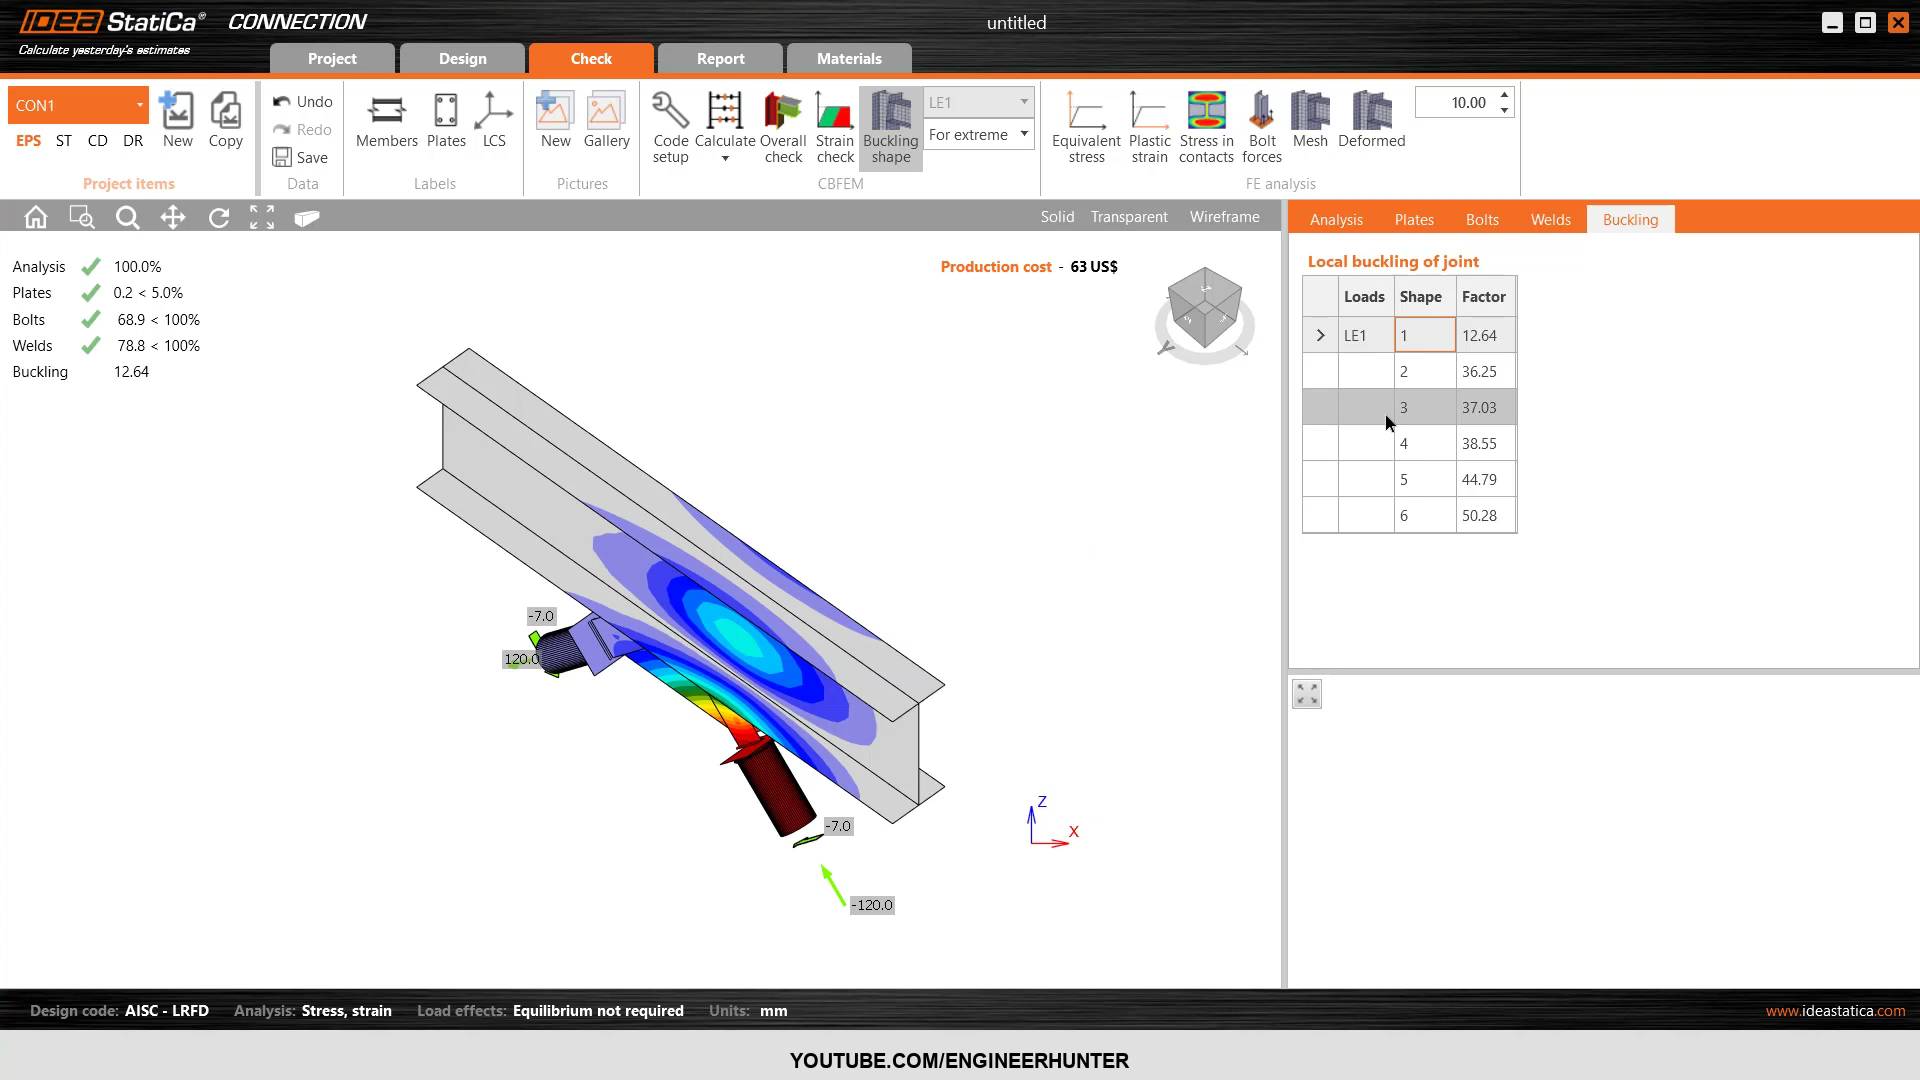 IDEA StatiCa® CONNECTION
Calculate yesterday's estimates
untitled
Project
Design
Check
Report
Materials
CON1
EPS ST CD DR
New
Copy
Project items
Undo
Redo
Save
Data
Members
Plates
LCS
Labels
New
Gallery
Pictures
Code setup
Calculate
Overall check
Strain check
Buckling shape
LE1
For extreme
CBFEM
Equivalent stress
Plastic strain
Stress in contacts
Bolt forces
Mesh
Deformed
10.00
FE analysis
Solid Transparent Wireframe
Analysis Plates Bolts Welds Buckling
Analysis 100.0%
Plates 0.2 < 5.0%
Bolts 68.9 < 100%
Welds 78.8 < 100%
Buckling 12.64
Production cost - 63 US$
-7.0
120.0
-7.0
-120.0
Z
X
Local buckling of joint
Loads Shape Factor
LE1 1 12.64
2 36.25
3 37.03
4 38.55
5 44.79
6 50.28
Design code: AISC - LRFD Analysis: Stress, strain Load effects: Equilibrium not required Units: mm
www.ideastatica.com
YOUTUBE.COM/ENGINEERHUNTER